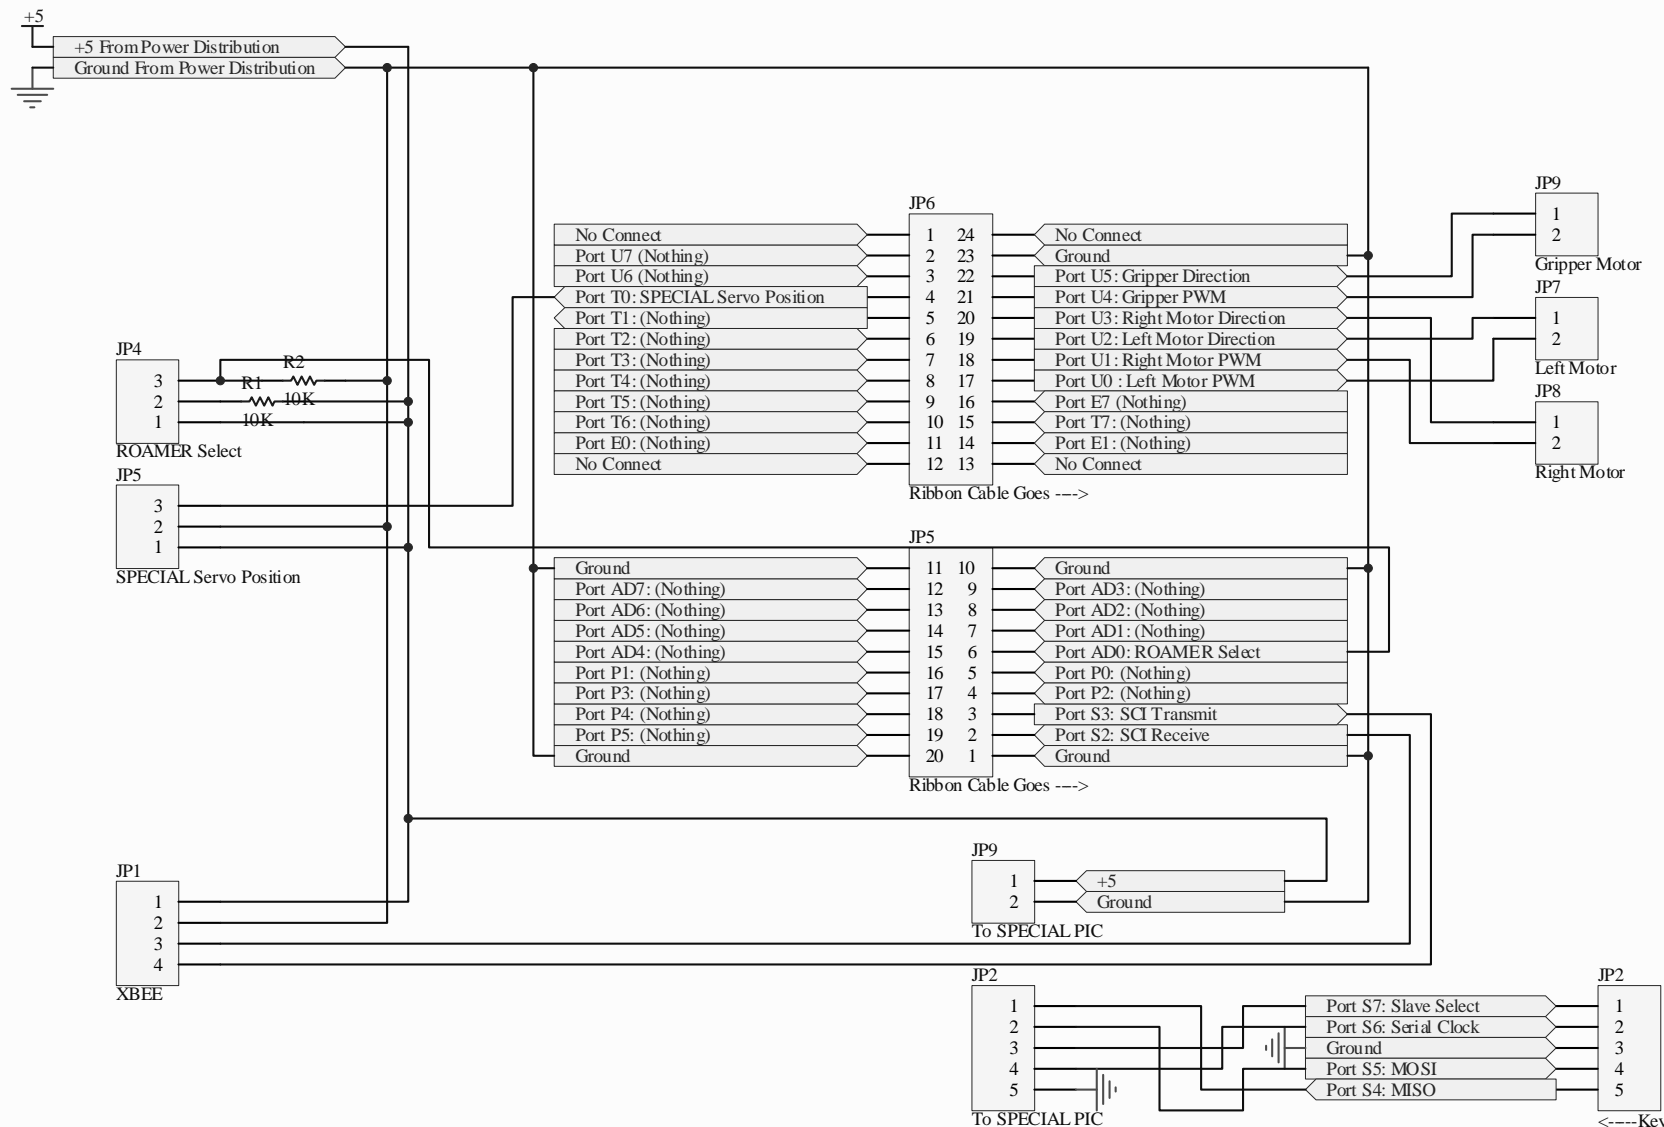 +5
+5 From Power Distribution
Ground From Power Distribution
JP4
3
2
1
R2
R1
10K
10K
ROAMER Select
JP5
3
2
1
SPECIAL Servo Position
JP6
No Connect 1 24 No Connect
Port U7 (Nothing) 2 23 Ground
Port U6 (Nothing) 3 22 Port U5: Gripper Direction
Port T0: SPECIAL Servo Position 4 21 Port U4: Gripper PWM
Port T1: (Nothing) 5 20 Port U3: Right Motor Direction
Port T2: (Nothing) 6 19 Port U2: Left Motor Direction
Port T3: (Nothing) 7 18 Port U1: Right Motor PWM
Port T4: (Nothing) 8 17 Port U0 : Left Motor PWM
Port T5: (Nothing) 9 16 Port E7 (Nothing)
Port T6: (Nothing) 10 15 Port T7: (Nothing)
Port E0: (Nothing) 11 14 Port E1: (Nothing)
No Connect 12 13 No Connect
Ribbon Cable Goes ---->
JP9
1
2
Gripper Motor
JP7
1
2
Left Motor
JP8
1
2
Right Motor
JP5
Ground 11 10 Ground
Port AD7: (Nothing) 12 9 Port AD3: (Nothing)
Port AD6: (Nothing) 13 8 Port AD2: (Nothing)
Port AD5: (Nothing) 14 7 Port AD1: (Nothing)
Port AD4: (Nothing) 15 6 Port AD0: ROAMER Select
Port P1: (Nothing) 16 5 Port P0: (Nothing)
Port P3: (Nothing) 17 4 Port P2: (Nothing)
Port P4: (Nothing) 18 3 Port S3: SCI Transmit
Port P5: (Nothing) 19 2 Port S2: SCI Receive
Ground 20 1 Ground
Ribbon Cable Goes ---->
JP1
1
2
3
4
XBEE
JP9
1 +5
2 Ground
To SPECIAL PIC
JP2
1
2
3
4
5
To SPECIAL PIC
JP2
Port S7: Slave Select 1
Port S6: Serial Clock 2
Ground 3
Port S5: MOSI 4
Port S4: MISO 5
<-----Key